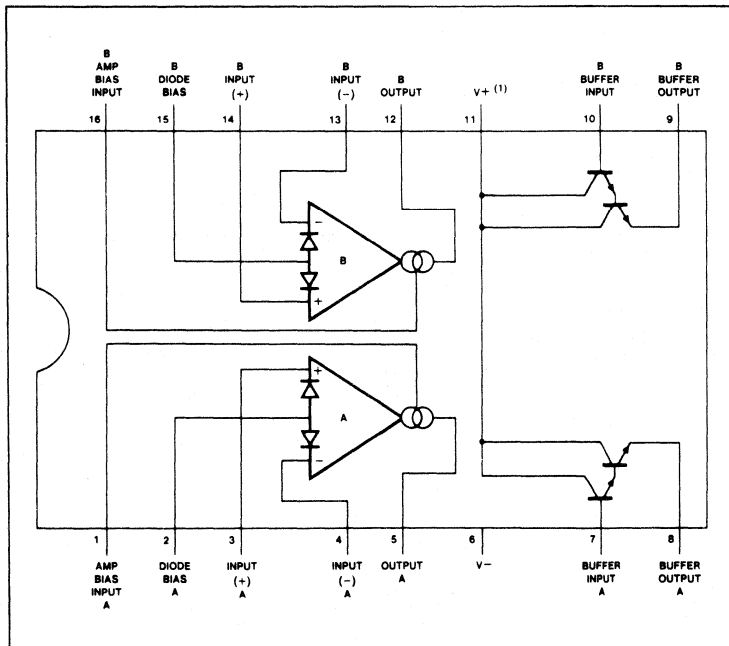 B
AMP
BIAS
INPUT
B
DIODE
BIAS
B
INPUT
(+)
B
INPUT
(-)
B
OUTPUT
V+ (1)
B
BUFFER
INPUT
B
BUFFER
OUTPUT
16 15 14 13 12 11 10 9
-
B
+
+
A
-
1 2 3 4 5 6 7 8
AMP
BIAS
INPUT
A
DIODE
BIAS
A
INPUT
(+)
A
INPUT
(-)
A
OUTPUT
A
V-
BUFFER
INPUT
A
BUFFER
OUTPUT
A